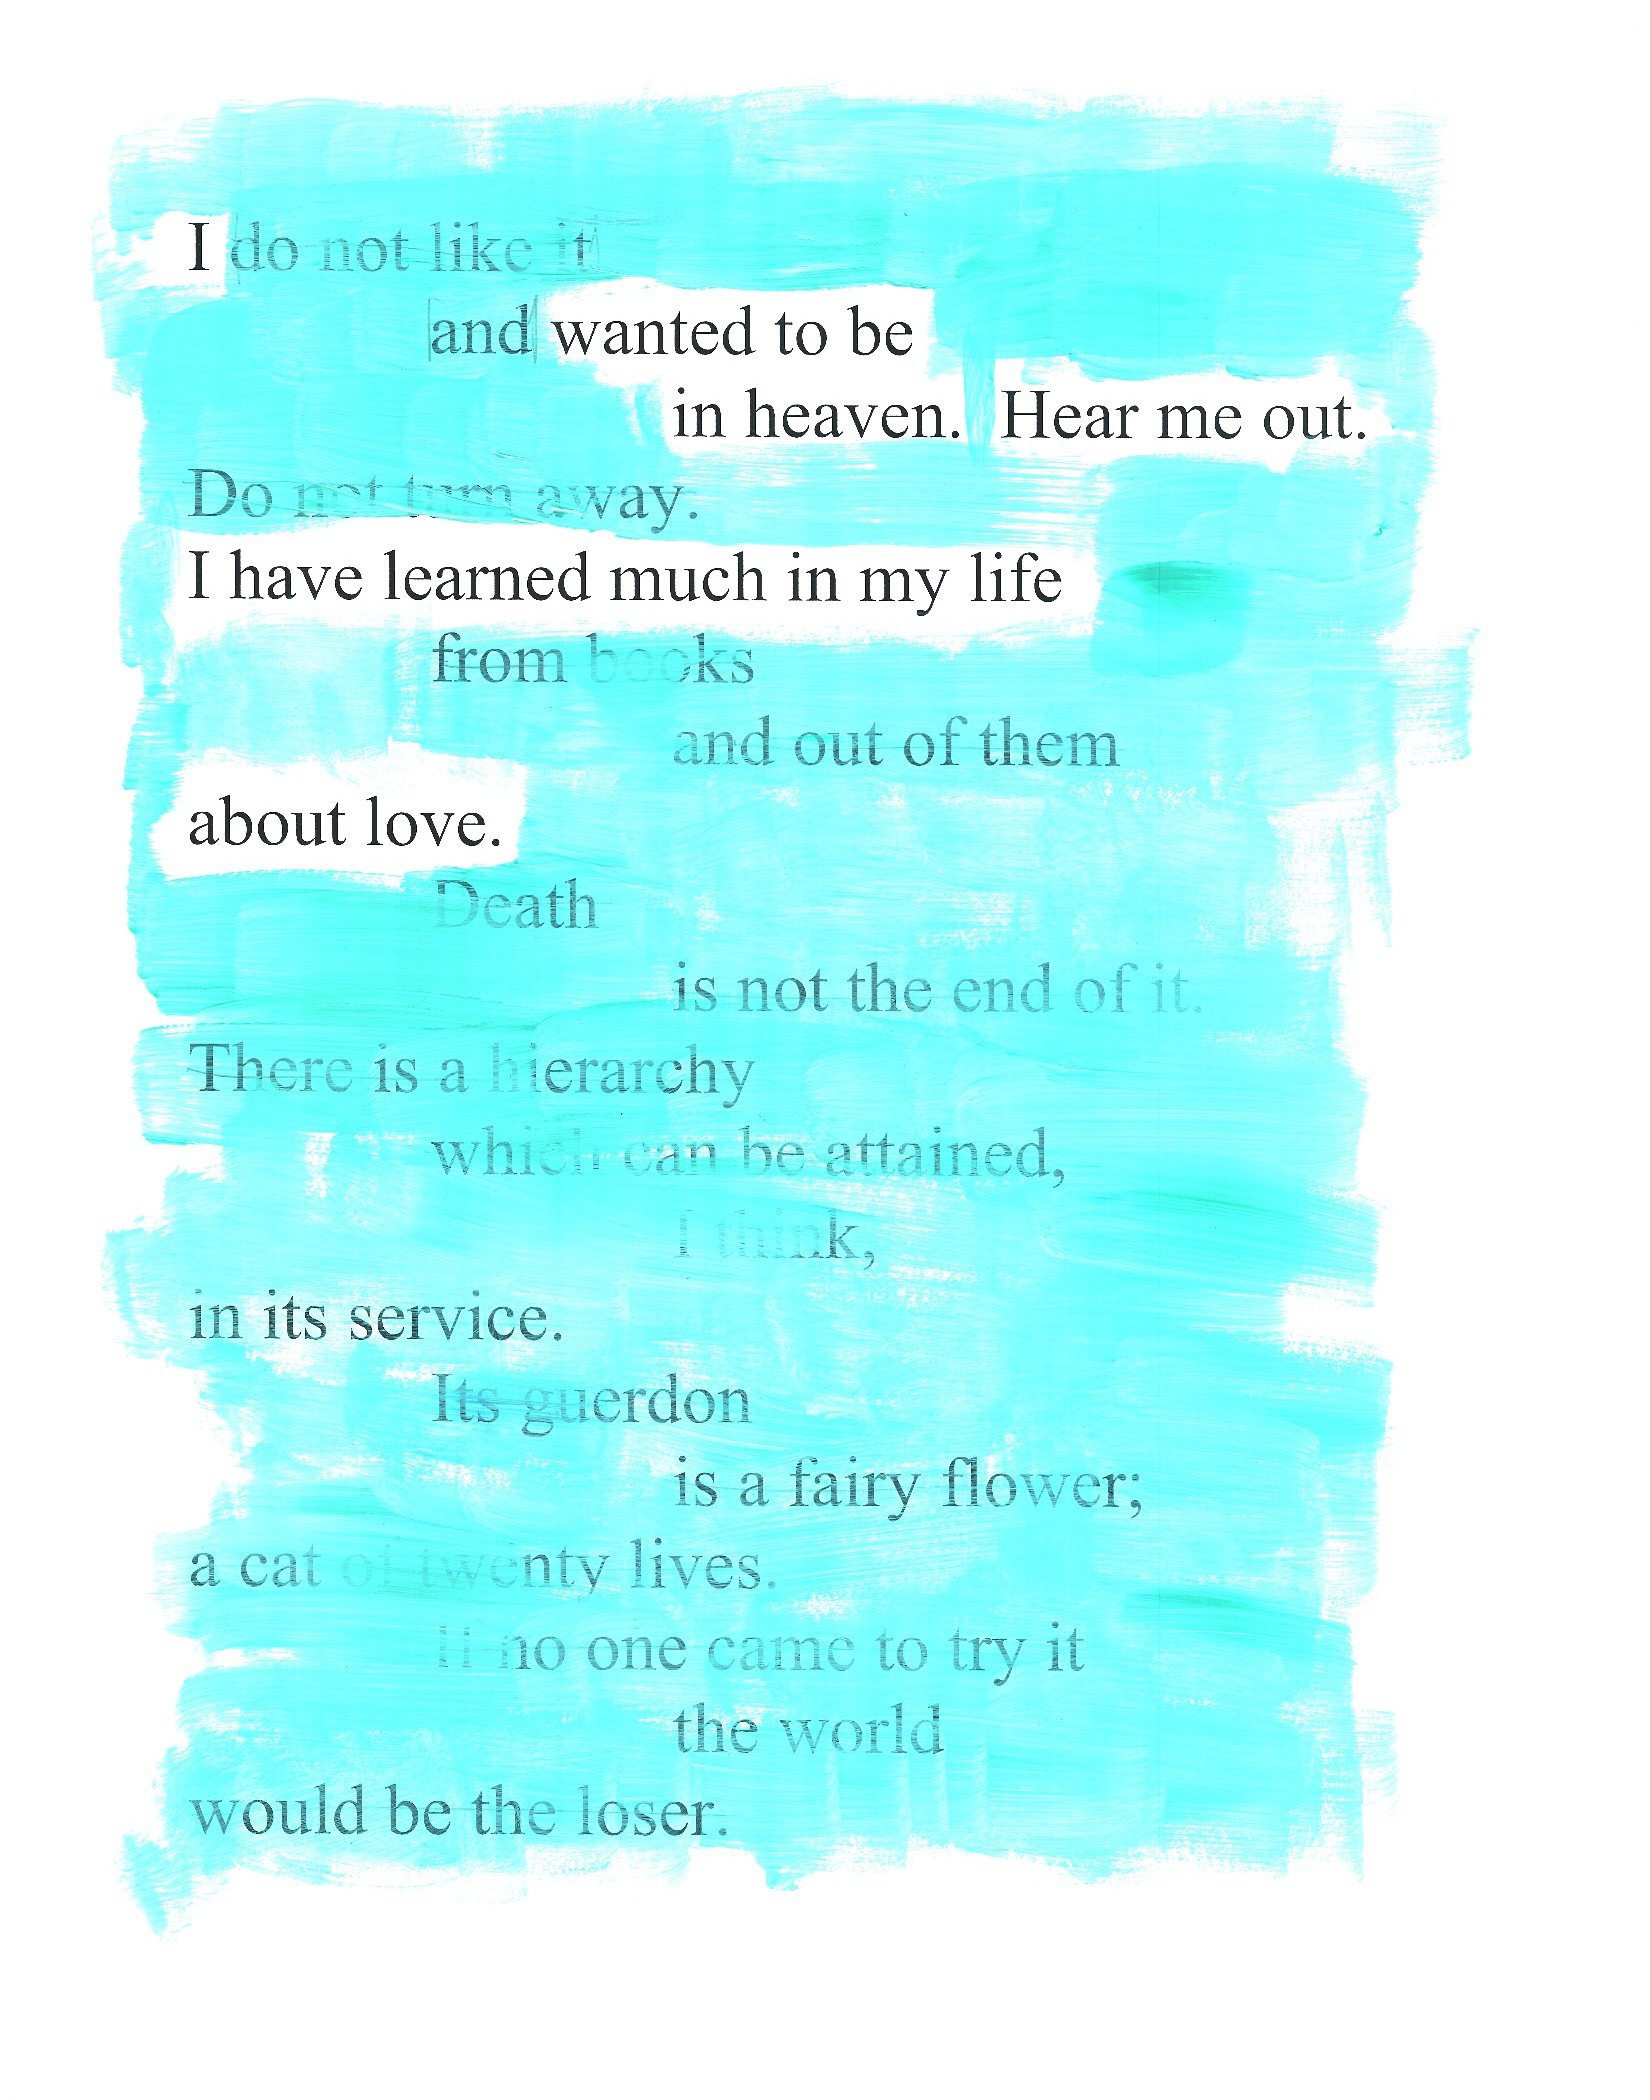 I do not like it
and wanted to be
in heaven. Hear me out.
Do not turn away.
I have learned much in my life
from books
and out of them
about love.
Death
is not the end of it.
There is a hierarchy
which can be attained,
I think,
in its service.
Its guerdon
is a fairy flower;
a cat of twenty lives.
If no one came to try it
the world
would be the loser.